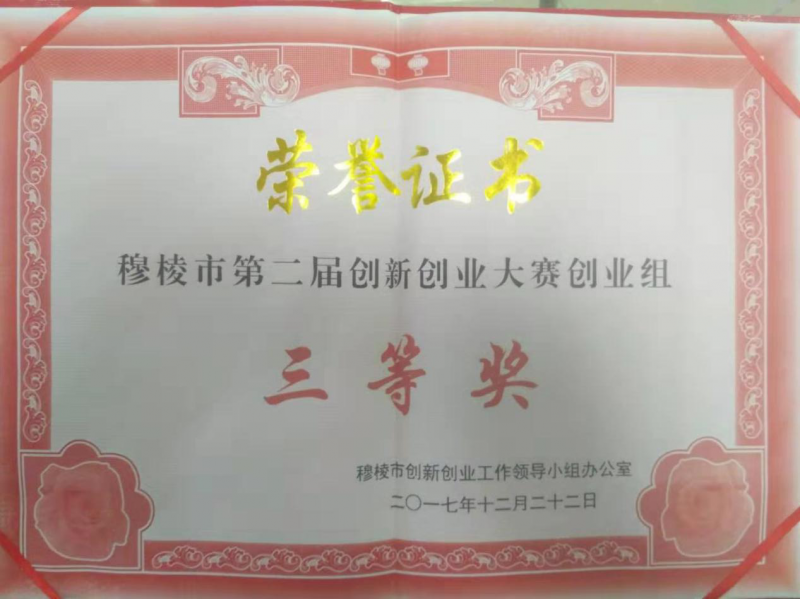 荣誉证书
穆棱市第二届创新创业大赛创业组
三等奖
穆棱市创新创业工作领导小组办公室
二〇一七年十二月二十二日